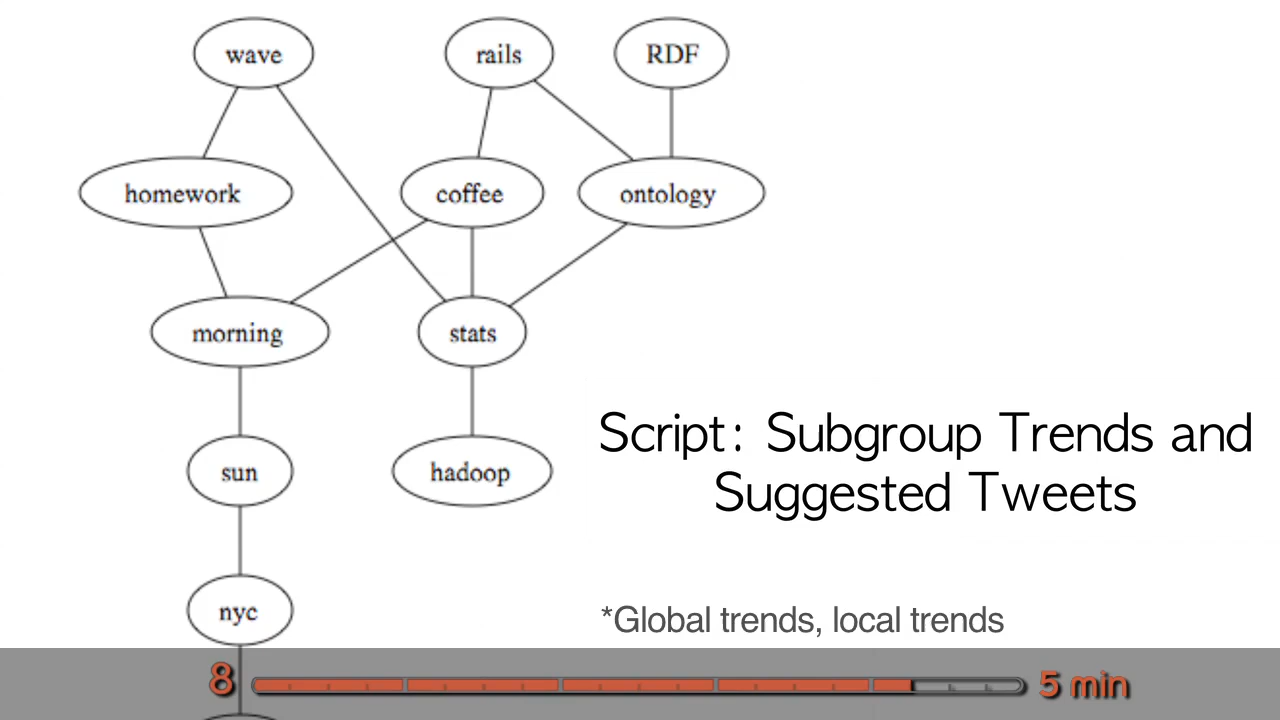 wave
rails
RDF
homework
coffee
ontology
morning
stats
sun
hadoop
Script: Subgroup Trends and
Suggested Tweets
nyc
*Global trends, local trends
8
5 min